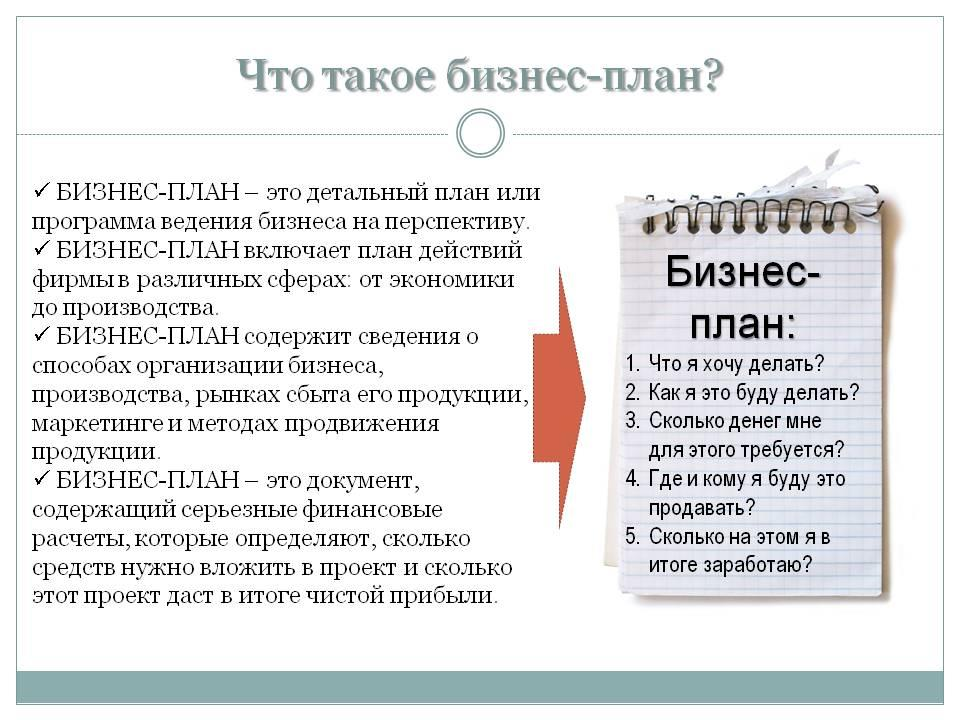 Что такое бизнес-план?
✓ БИЗНЕС-ПЛАН – это детальный план или
программа ведения бизнеса на перспективу.
✓ БИЗНЕС-ПЛАН включает план действий
фирмы в различных сферах: от экономики
до производства.
✓ БИЗНЕС-ПЛАН содержит сведения о
способах организации бизнеса,
производства, рынках сбыта его продукции,
маркетинге и методах продвижения
продукции.
✓ БИЗНЕС-ПЛАН – это документ,
содержащий серьезные финансовые
расчеты, которые определяют, сколько
средств нужно вложить в проект и сколько
этот проект даст в итоге чистой прибыли.
Бизнес-
план:
1. Что я хочу делать?
2. Как я это буду делать?
3. Сколько денег мне
для этого требуется?
4. Где и кому я буду это
продавать?
5. Сколько на этом я в
итоге заработаю?